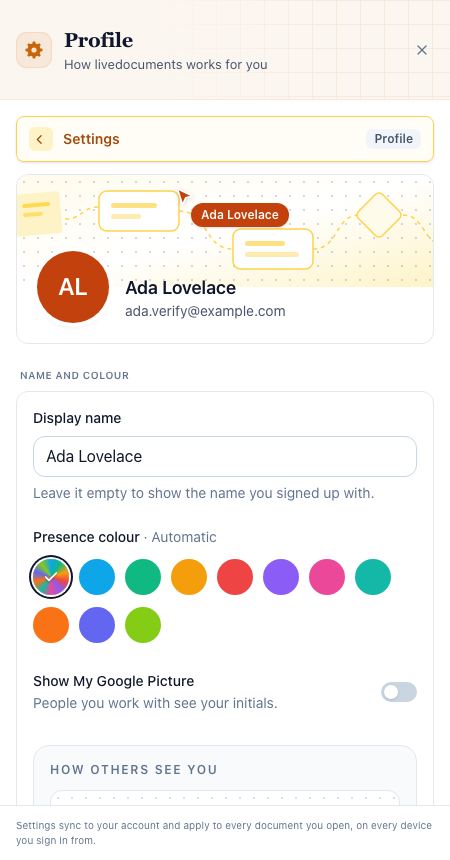 Profile
How livedocuments works for you
Settings
Profile
Ada Lovelace
AL
Ada Lovelace
ada.verify@example.com
NAME AND COLOUR
Display name
Ada Lovelace
Leave it empty to show the name you signed up with.
Presence colour · Automatic
Show My Google Picture
People you work with see your initials.
HOW OTHERS SEE YOU
Settings sync to your account and apply to every document you open, on every device
you sign in from.